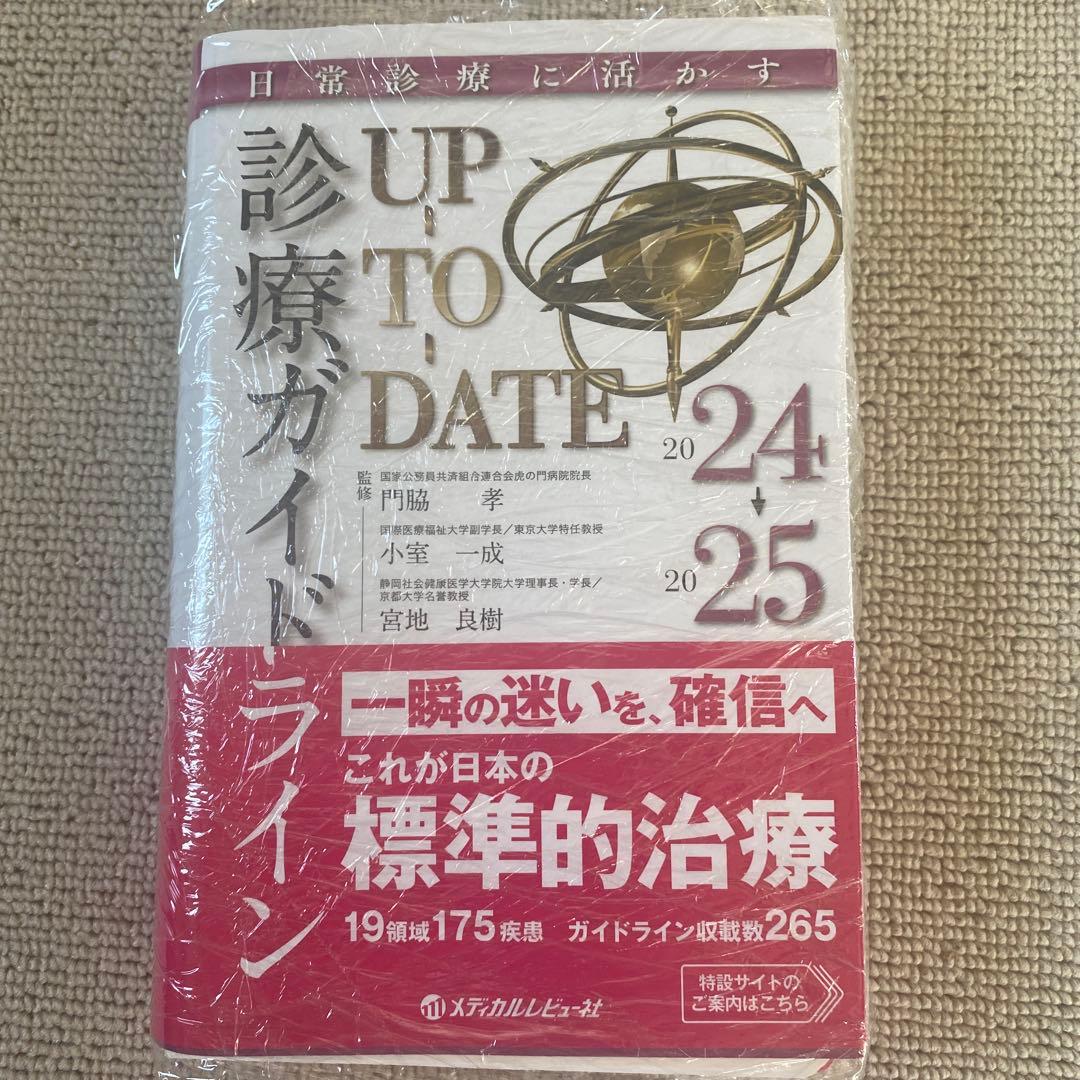 日常診療に活かす
診療ガイドライン
UP-
TO-
DATE
2024
2025
監修
国家公務員共済組合連合会虎の門病院院長
門脇 孝
国際医療福祉大学副学長/東京大学特任教授
小室 一成
静岡社会健康医学大学院大学理事長・学長/
京都大学名誉教授
宮地 良樹
一瞬の迷いを、確信へ
これが日本の
標準的治療
19領域175疾患 ガイドライン収載数265
特設サイトの
ご案内はこちら
メディカルレビュー社